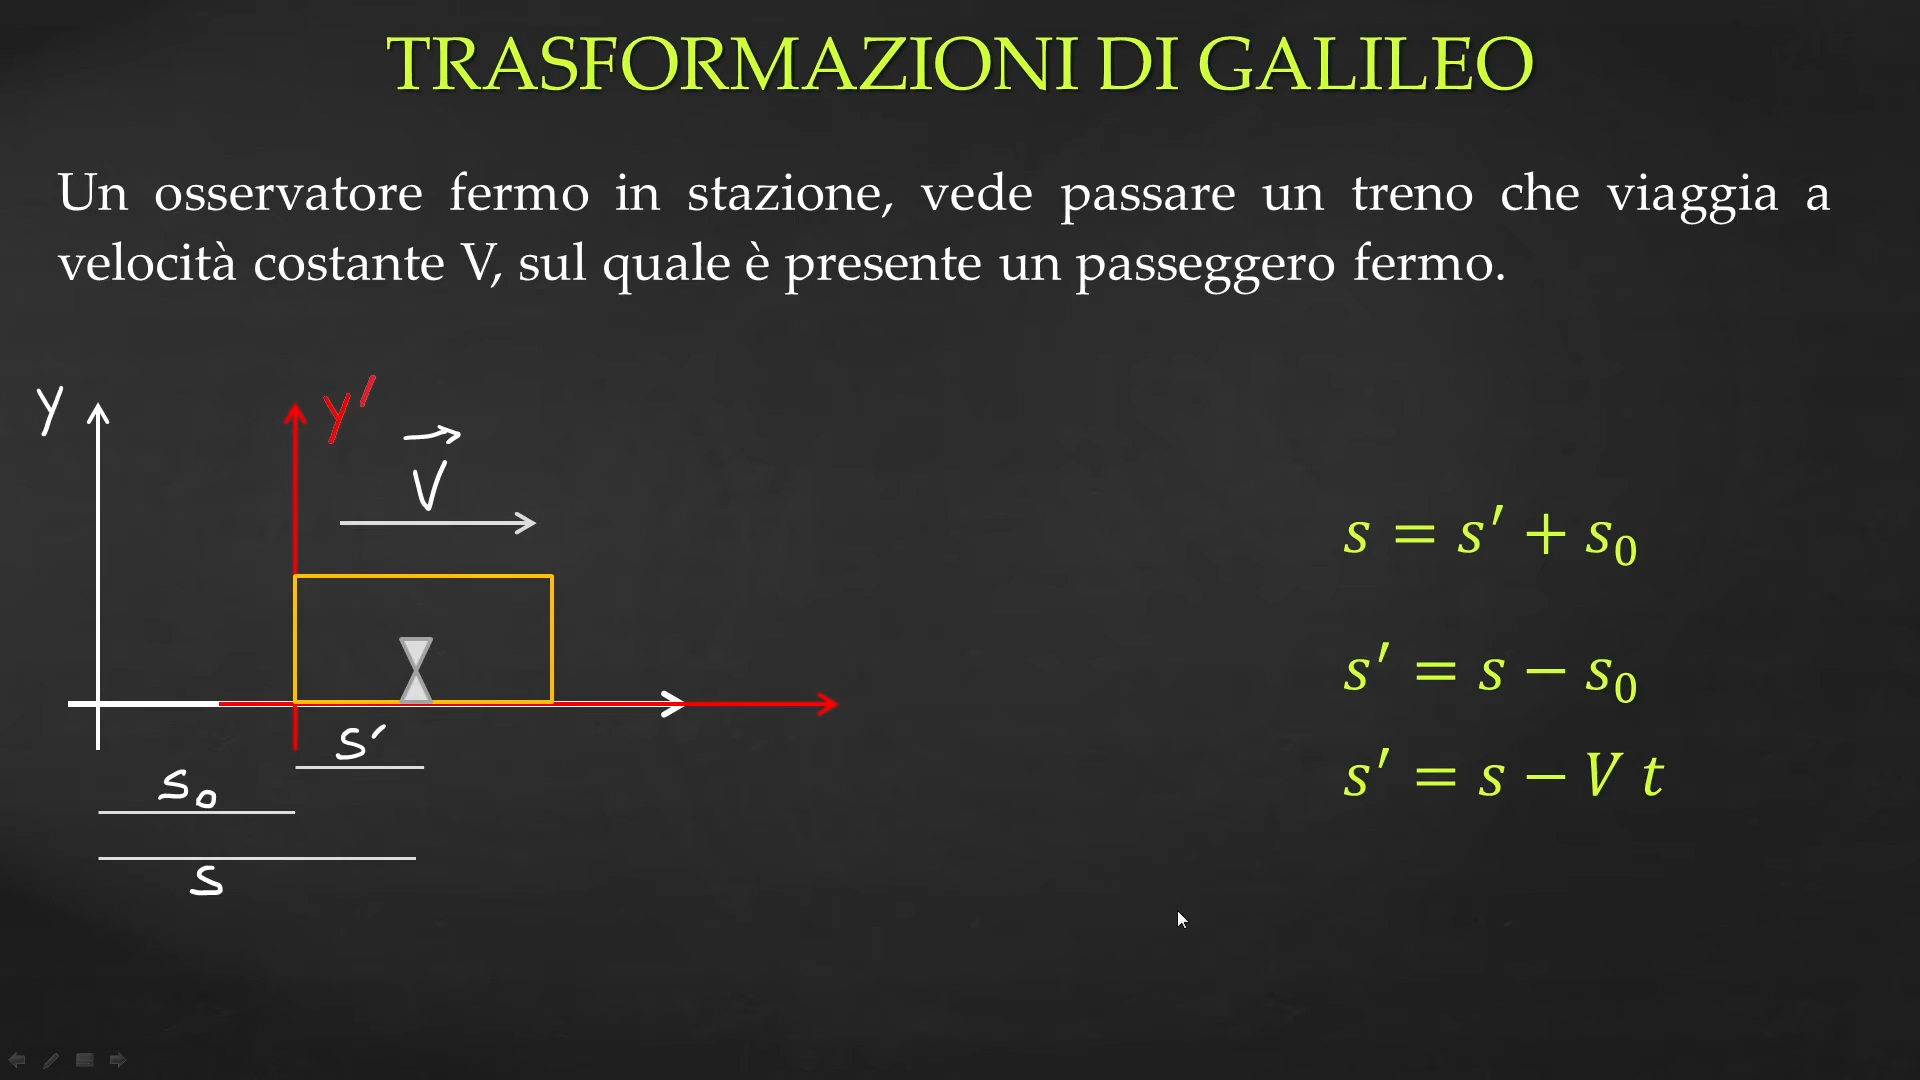 TRASFORMAZIONI DI GALILEO
Un osservatore fermo in stazione, vede passare un treno che viaggia a
velocità costante V, sul quale è presente un passeggero fermo.
y
y'
V
s'
s₀
s
s = s′ + s₀
s′ = s − s₀
s′ = s − V t